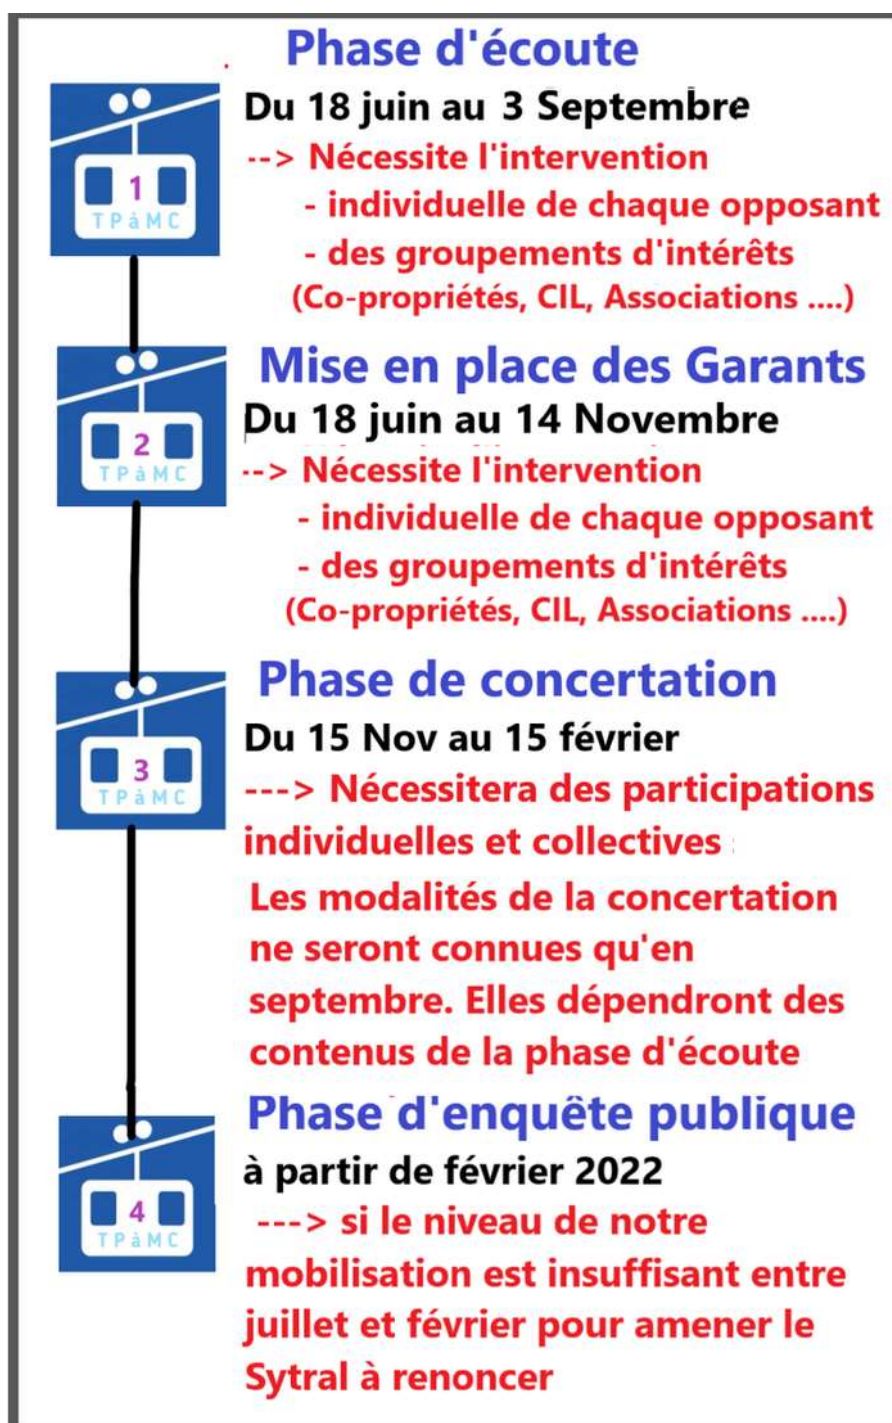 Phase d'écoute
Du 18 juin au 3 Septembre
--> Nécessite l'intervention
- individuelle de chaque opposant
- des groupements d'intérêts
(Co-propriétés, CIL, Associations ....)
1
TPàMC
Mise en place des Garants
Du 18 juin au 14 Novembre
--> Nécessite l'intervention
- individuelle de chaque opposant
- des groupements d'intérêts
(Co-propriétés, CIL, Associations ....)
2
TPàMC
Phase de concertation
Du 15 Nov au 15 février
---> Nécessitera des participations
individuelles et collectives :
Les modalités de la concertation
ne seront connues qu'en
septembre. Elles dépendront des
contenus de la phase d'écoute
3
TPàMC
Phase d'enquête publique
à partir de février 2022
---> si le niveau de notre
mobilisation est insuffisant entre
juillet et février pour amener le
Sytral à renoncer
4
TPàMC